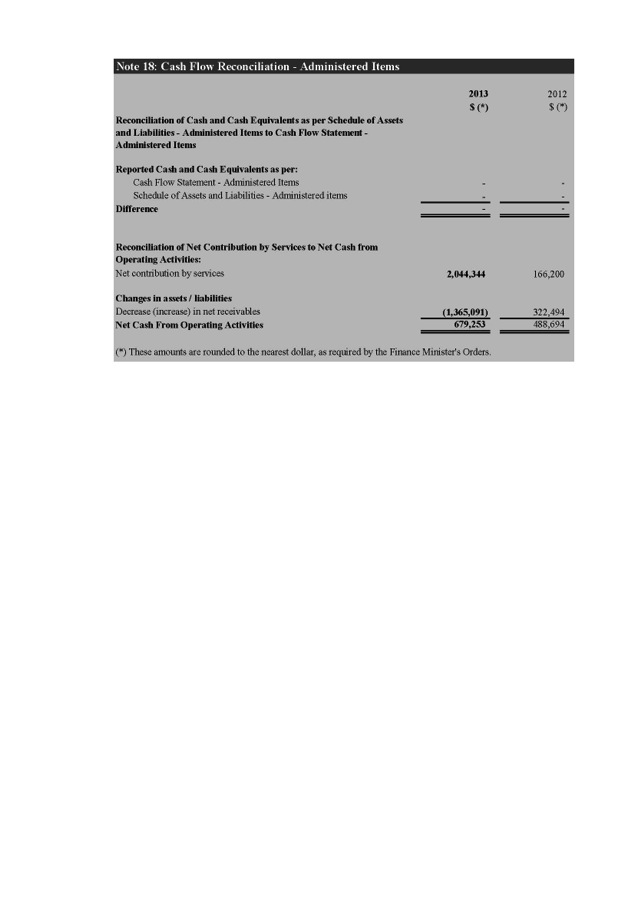 Note 18: Cash Flow Reconciliation - Administered Items
2013 2012
$ (*) $ (*)
Reconciliation of Cash and Cash Equivalents as per Schedule of Assets
and Liabilities - Administered Items to Cash Flow Statement -
Administered Items
Reported Cash and Cash Equivalents as per:
Cash Flow Statement - Administered Items - -
Schedule of Assets and Liabilities - Administered items - -
Difference - -
Reconciliation of Net Contribution by Services to Net Cash from
Operating Activities:
Net contribution by services 2,044,344 166,200
Changes in assets / liabilities
Decrease (increase) in net receivables (1,365,091) 322,494
Net Cash From Operating Activities 679,253 488,694
(*) These amounts are rounded to the nearest dollar, as required by the Finance Minister's Orders.